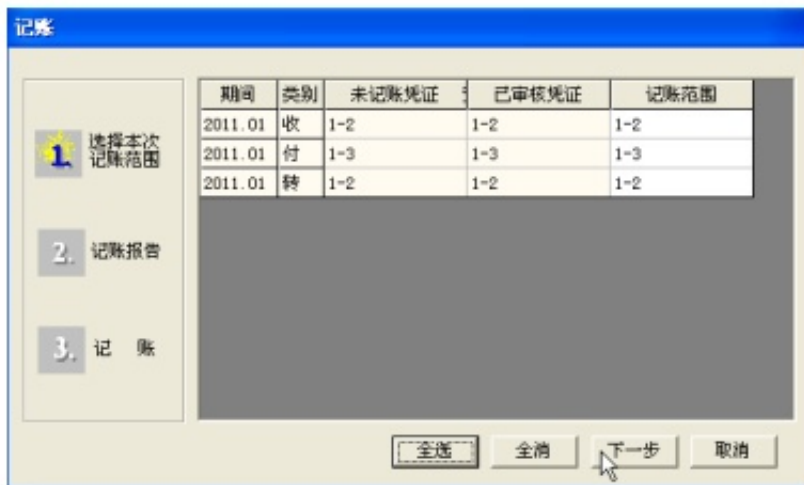 记账
期间 类别 未记账凭证 已审核凭证 记账范围
2011.01 收 1-2 1-2 1-2
2011.01 付 1-3 1-3 1-3
2011.01 转 1-2 1-2 1-2
1. 选择本次
记账范围
2. 记账报告
3. 记 账
全选 全消 下一步 取消